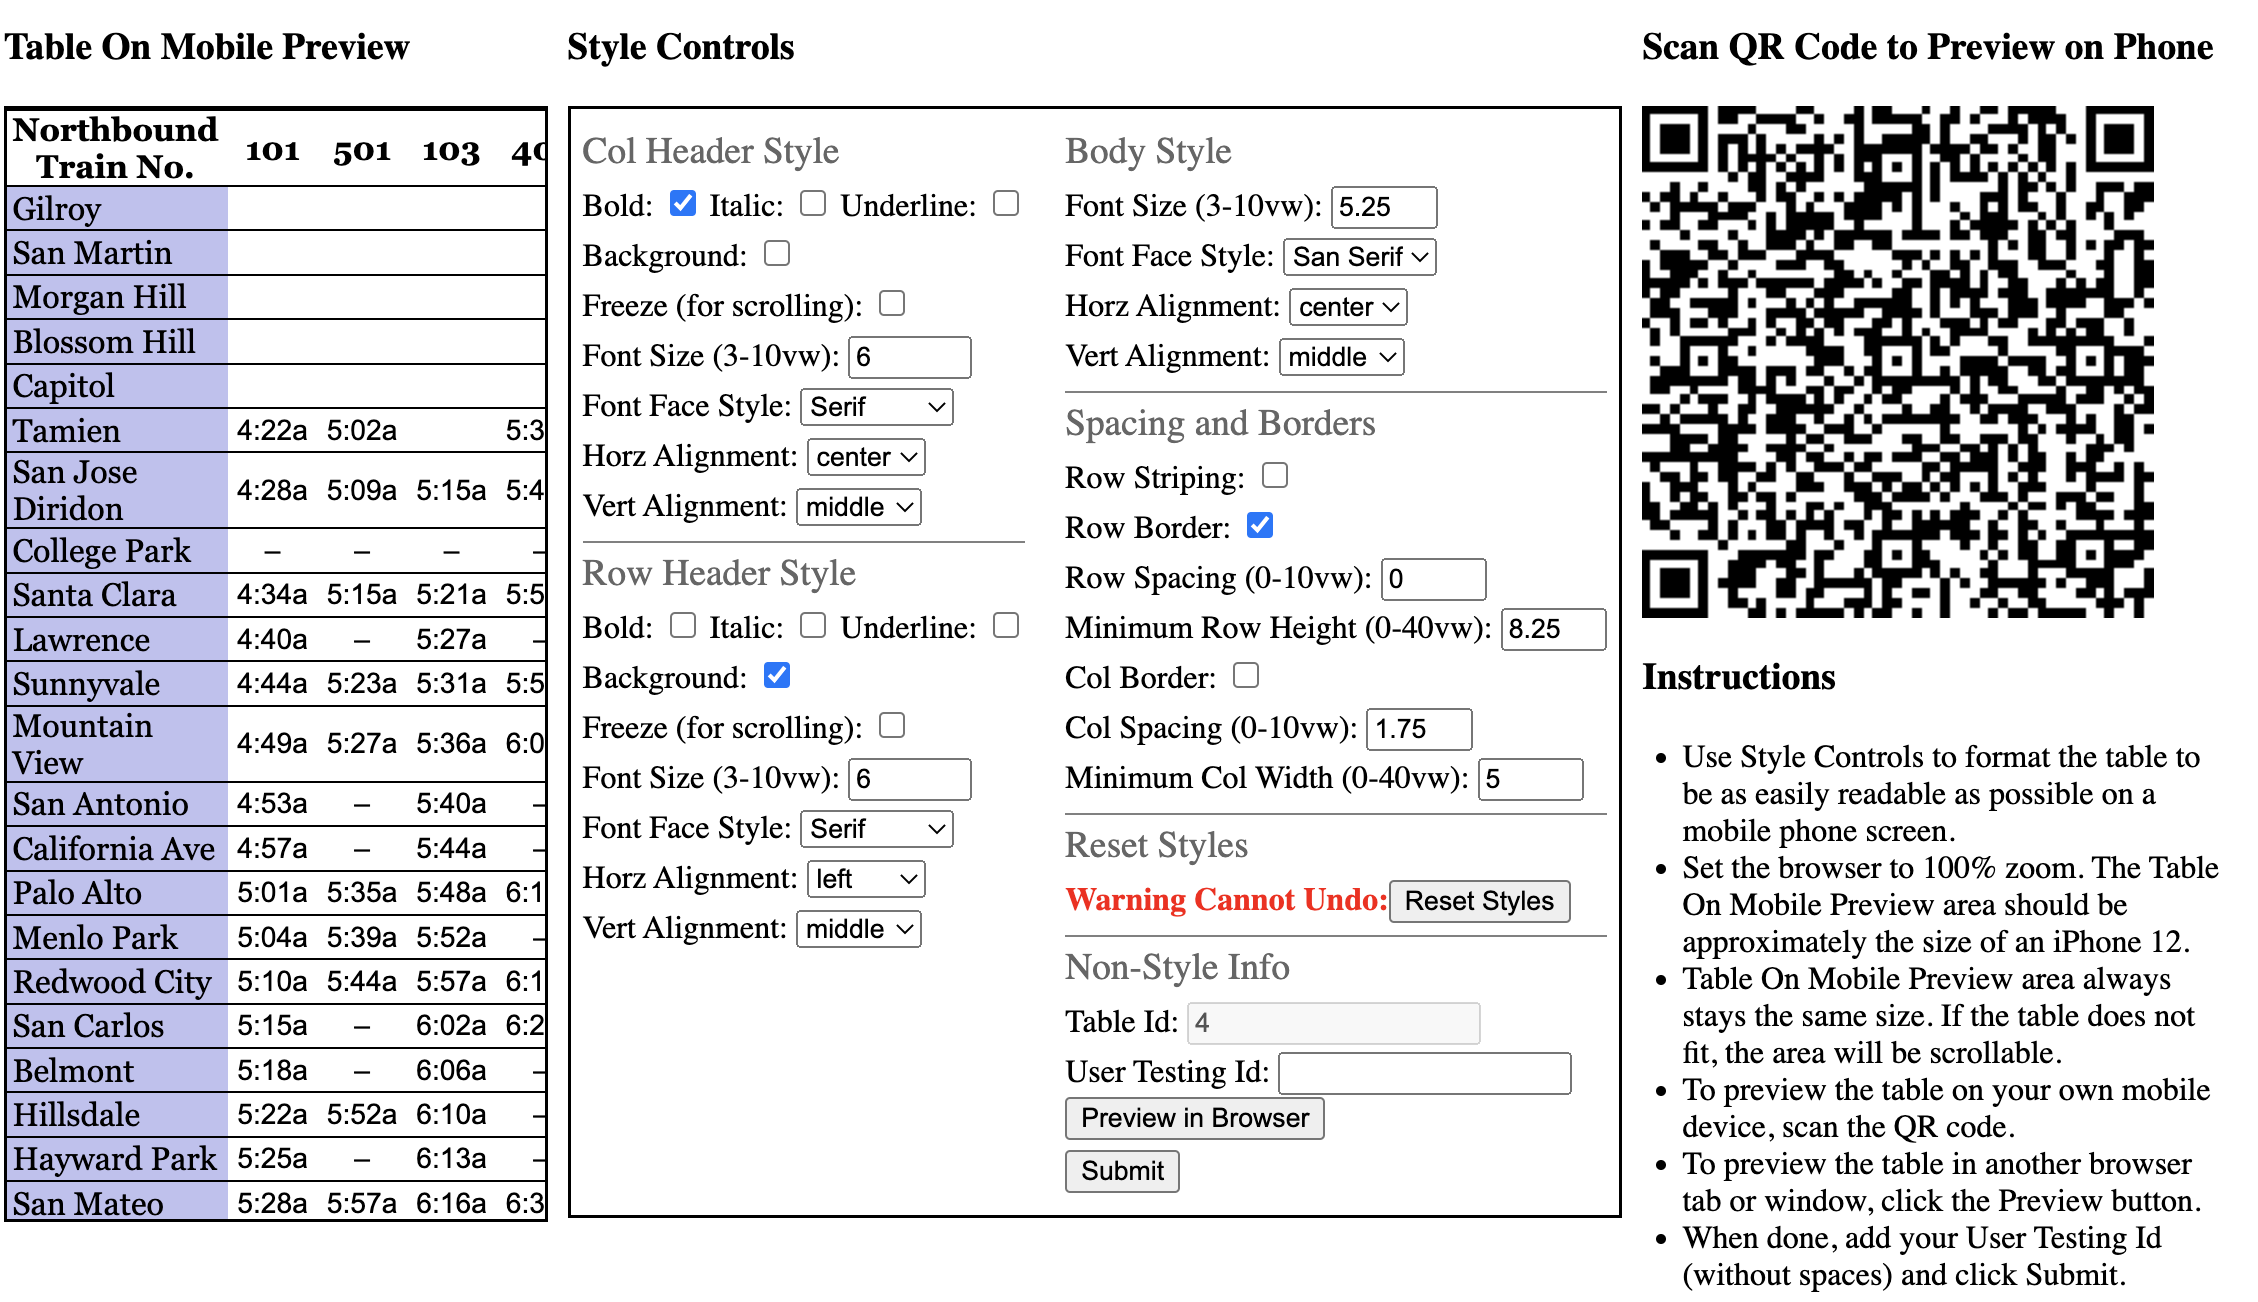 Table On Mobile Preview
Northbound
Train No. 101 501 103 40
Gilroy
San Martin
Morgan Hill
Blossom Hill
Capitol
Tamien 4:22a 5:02a 5:3
San Jose
Diridon 4:28a 5:09a 5:15a 5:4
College Park – – – –
Santa Clara 4:34a 5:15a 5:21a 5:5
Lawrence 4:40a – 5:27a –
Sunnyvale 4:44a 5:23a 5:31a 5:5
Mountain
View 4:49a 5:27a 5:36a 6:0
San Antonio 4:53a – 5:40a –
California Ave 4:57a – 5:44a –
Palo Alto 5:01a 5:35a 5:48a 6:1
Menlo Park 5:04a 5:39a 5:52a –
Redwood City 5:10a 5:44a 5:57a 6:1
San Carlos 5:15a – 6:02a 6:2
Belmont 5:18a – 6:06a –
Hillsdale 5:22a 5:52a 6:10a –
Hayward Park 5:25a – 6:13a –
San Mateo 5:28a 5:57a 6:16a 6:3
Style Controls
Col Header Style
Bold: Italic: Underline:
Background:
Freeze (for scrolling):
Font Size (3-10vw): 6
Font Face Style: Serif
Horz Alignment: center
Vert Alignment: middle
Row Header Style
Bold: Italic: Underline:
Background:
Freeze (for scrolling):
Font Size (3-10vw): 6
Font Face Style: Serif
Horz Alignment: left
Vert Alignment: middle
Body Style
Font Size (3-10vw): 5.25
Font Face Style: San Serif
Horz Alignment: center
Vert Alignment: middle
Spacing and Borders
Row Striping:
Row Border:
Row Spacing (0-10vw): 0
Minimum Row Height (0-40vw): 8.25
Col Border:
Col Spacing (0-10vw): 1.75
Minimum Col Width (0-40vw): 5
Reset Styles
Warning Cannot Undo: Reset Styles
Non-Style Info
Table Id: 4
User Testing Id:
Preview in Browser
Submit
Scan QR Code to Preview on Phone
Instructions
• Use Style Controls to format the table to
be as easily readable as possible on a
mobile phone screen.
• Set the browser to 100% zoom. The Table
On Mobile Preview area should be
approximately the size of an iPhone 12.
• Table On Mobile Preview area always
stays the same size. If the table does not
fit, the area will be scrollable.
• To preview the table on your own mobile
device, scan the QR code.
• To preview the table in another browser
tab or window, click the Preview button.
• When done, add your User Testing Id
(without spaces) and click Submit.